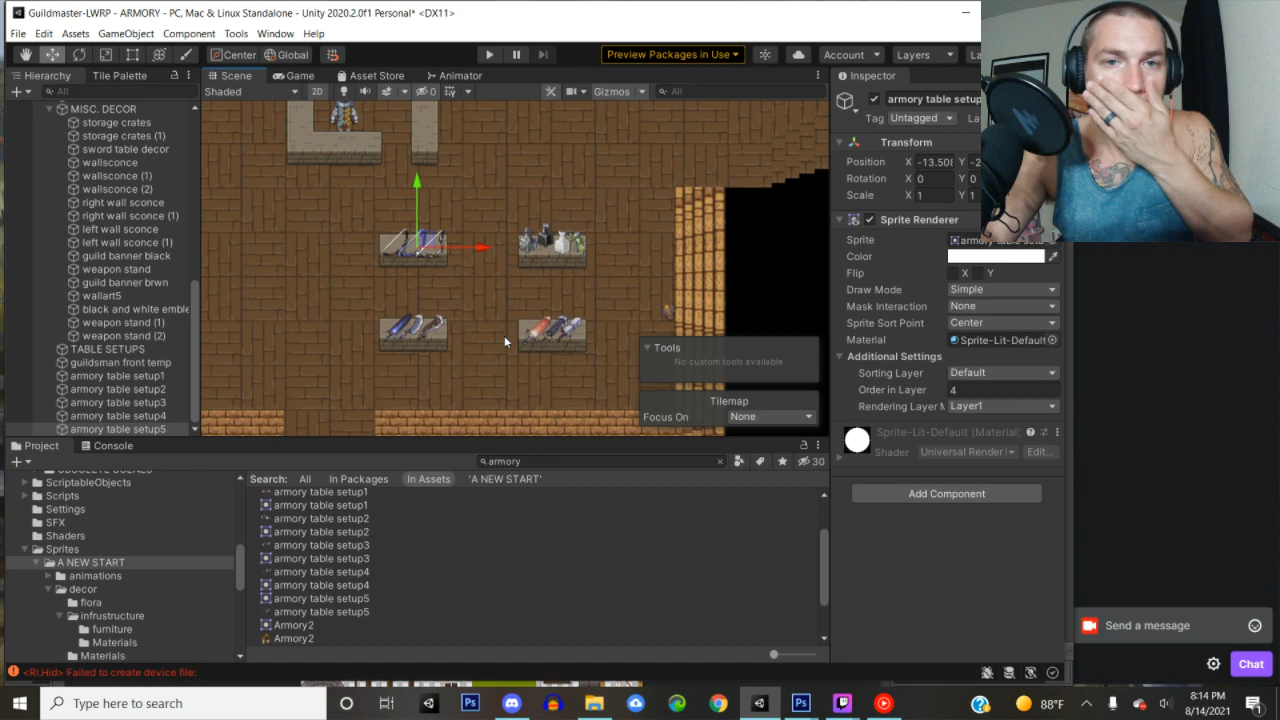 Guildmaster-LWRP - ARMORY - PC, Mac & Linux Standalone - Unity 2020.2.0f1 Personal* <DX11>
File Edit Assets GameObject Component Tools Window Help
Center Global Preview Packages in Use Account Layers
Hierarchy Tile Palette Scene Game Asset Store Animator Inspector
All Shaded 2D 0 Gizmos All
MISC. DECOR
storage crates
storage crates (1)
sword table decor
wallsconce
wallsconce (1)
wallsconce (2)
right wall sconce
right wall sconce (1)
left wall sconce
left wall sconce (1)
guild banner black
weapon stand
guild banner brwn
wallart5
black and white emble
weapon stand (1)
weapon stand (2)
TABLE SETUPS
guildsman front temp
armory table setup1
armory table setup2
armory table setup3
armory table setup4
armory table setup5
Tools
No custom tools available
Tilemap
Focus On None
armory table setup
Tag Untagged
Transform
Position X -13.508 Y -2
Rotation X 0 Y 0
Scale X 1 Y 1
Sprite Renderer
Sprite
Color
Flip X Y
Draw Mode Simple
Mask Interaction None
Sprite Sort Point Center
Material Sprite-Lit-Default
Additional Settings
Sorting Layer Default
Order in Layer 4
Rendering Layer M Layer1
Sprite-Lit-Default (Material)
Shader Universal Render Edit...
Add Component
Project Console
armory 30
Search: All In Packages In Assets 'A NEW START'
ScriptableObjects
Scripts
Settings
SFX
Shaders
Sprites
A NEW START
animations
decor
flora
infrustructure
furniture
Materials
Materials
armory table setup1
armory table setup1
armory table setup2
armory table setup2
armory table setup3
armory table setup3
armory table setup4
armory table setup4
armory table setup5
armory table setup5
Armory2
Armory2
<RI.Hid> Failed to create device file:
Send a message
Chat
Type here to search
88°F
8:14 PM
8/14/2021